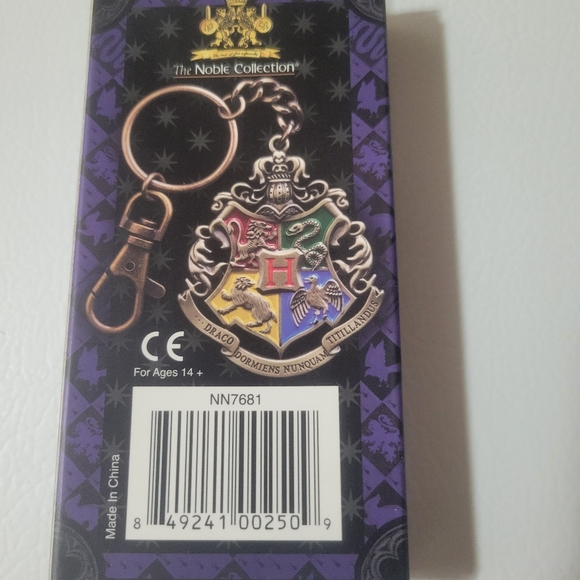 The Noble Collection®
H
DRACO DORMIENS NUNQUAM TITILLANDUS
CE
For Ages 14 +
NN7681
8 49241 00250 9
Made In China